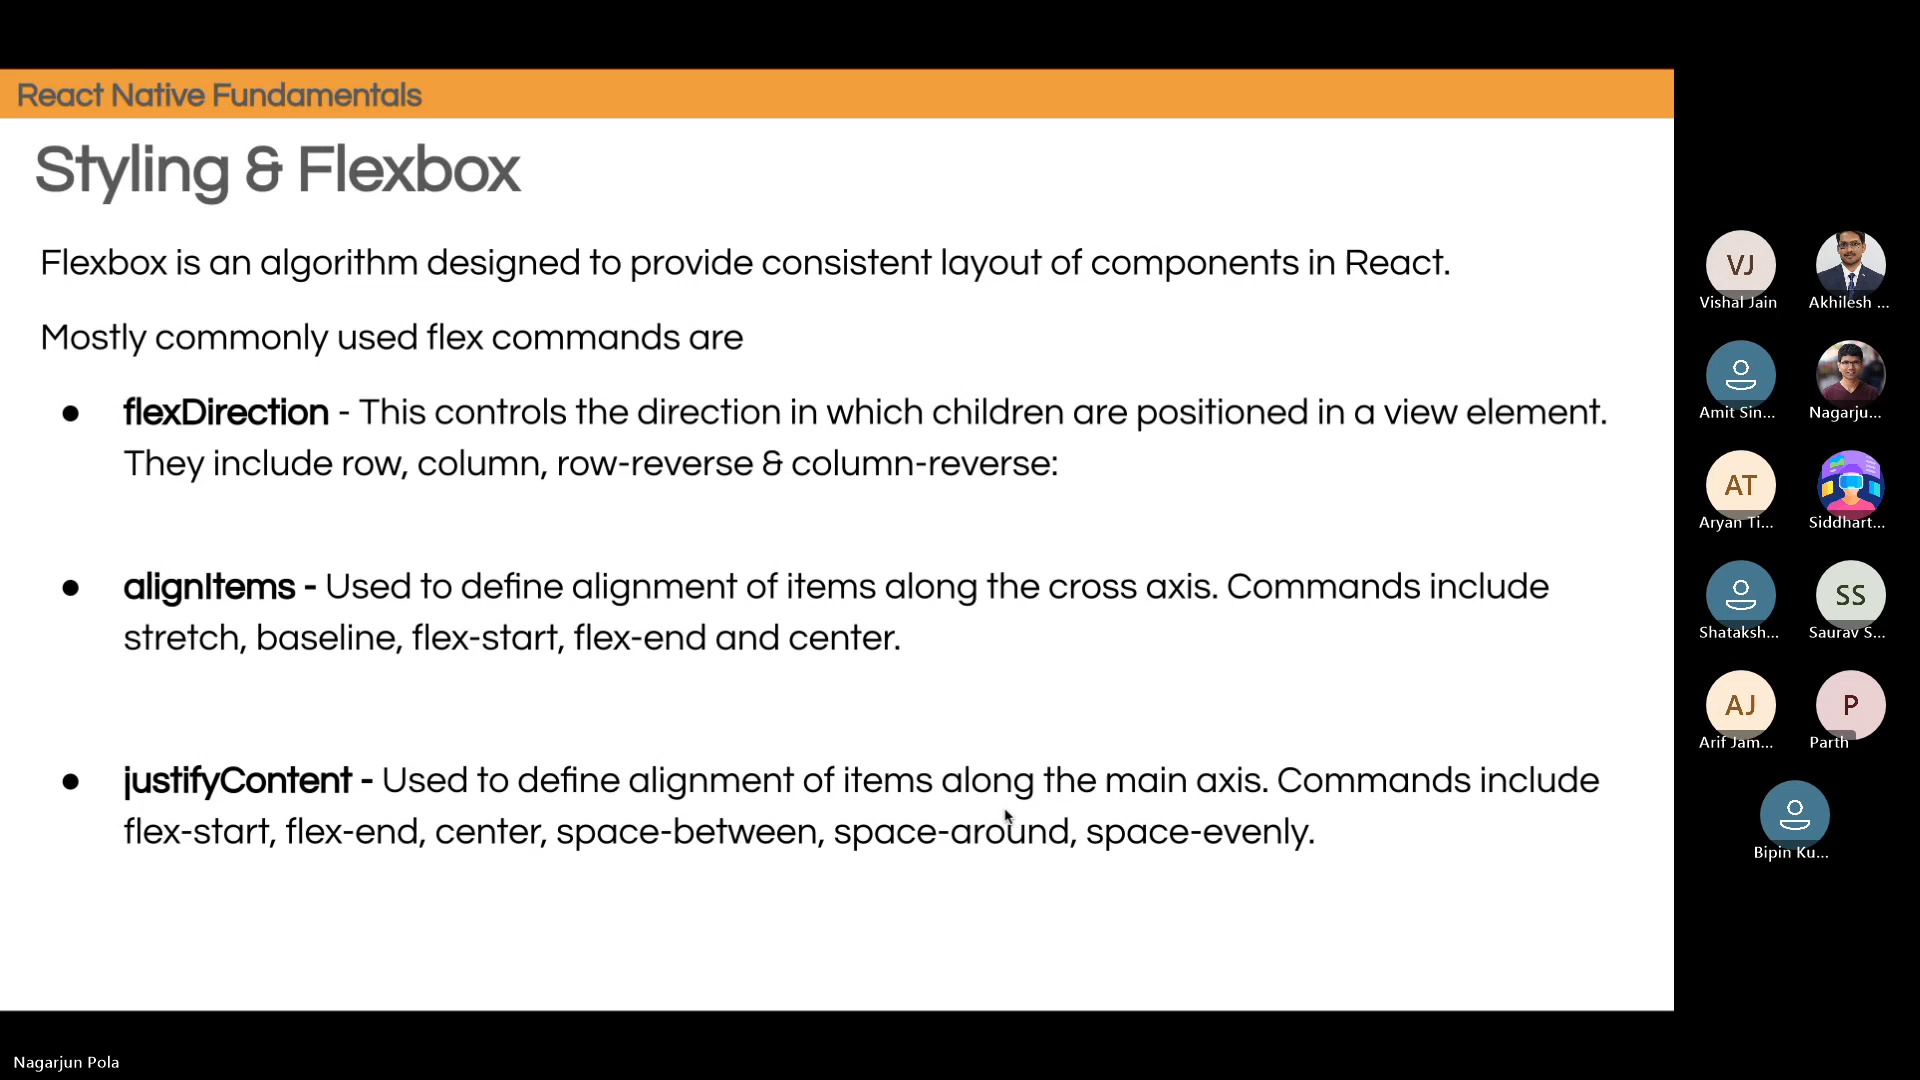 React Native Fundamentals
Styling & Flexbox
Flexbox is an algorithm designed to provide consistent layout of components in React.
Mostly commonly used flex commands are
● flexDirection - This controls the direction in which children are positioned in a view element.
They include row, column, row-reverse & column-reverse:
● alignItems - Used to define alignment of items along the cross axis. Commands include
stretch, baseline, flex-start, flex-end and center.
● justifyContent - Used to define alignment of items along the main axis. Commands include
flex-start, flex-end, center, space-between, space-around, space-evenly.
VJ
Vishal Jain
Akhilesh ...
Amit Sin...
Nagarju...
AT
Aryan Ti...
Siddhart...
Shataksh...
SS
Saurav S...
AJ
Arif Jam...
P
Parth
Bipin Ku...
Nagarjun Pola